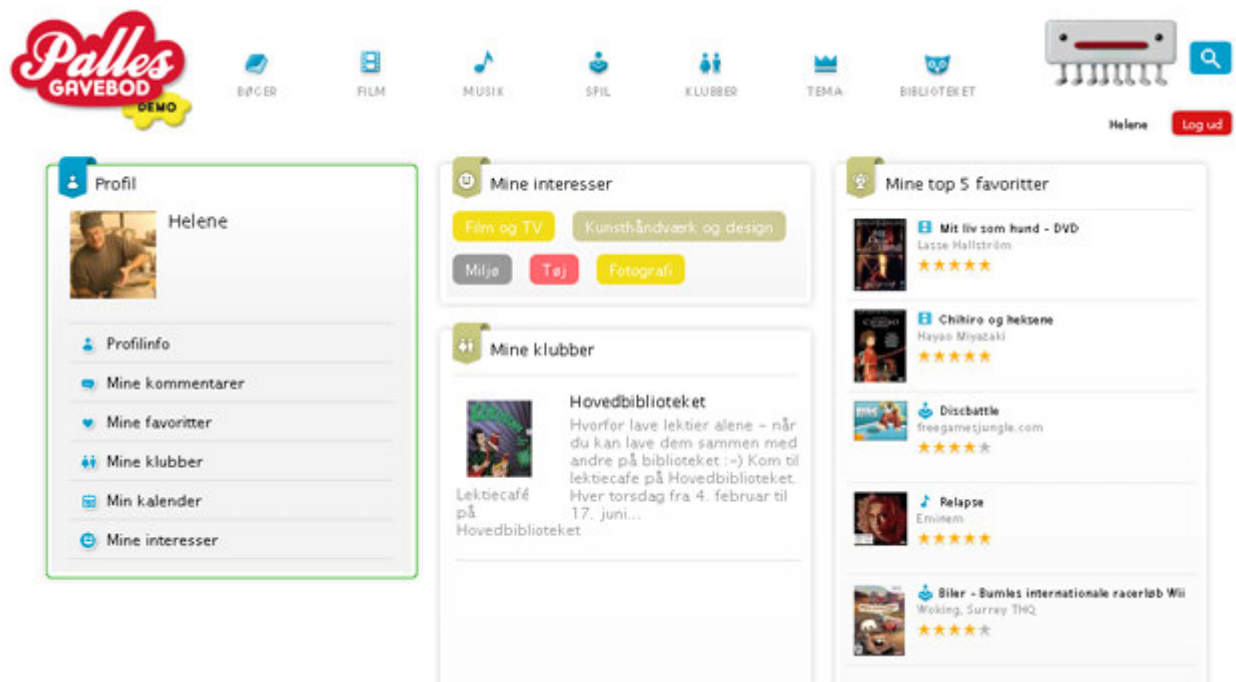 Palles
GAVEBOD
DEMO
BØGER
FILM
MUSIK
SPIL
KLUBBER
TEMA
BIBLIOTEKET
Helene
Log ud
Profil
Helene
Profilinfo
Mine kommentarer
Mine favoritter
Mine klubber
Min kalender
Mine interesser
Mine interesser
Film og TV
Kunsthåndværk og design
Miljø
Tøj
Fotografi
Mine klubber
Lektiecafé
på
Hovedbiblioteket
Hovedbiblioteket
Hvorfor lave lektier alene – når
du kan lave dem sammen med
andre på biblioteket :-) Kom til
lektiecafe på Hovedbiblioteket.
Hver torsdag fra 4. februar til
17. juni...
Mine top 5 favoritter
Mit liv som hund - DVD
Lasse Hallström
Chihiro og heksene
Hayao Miyazaki
Discbattle
freegamesjungle.com
Relapse
Eminem
Biler - Bumles internationale racerløb Wii
Woking, Surrey THQ